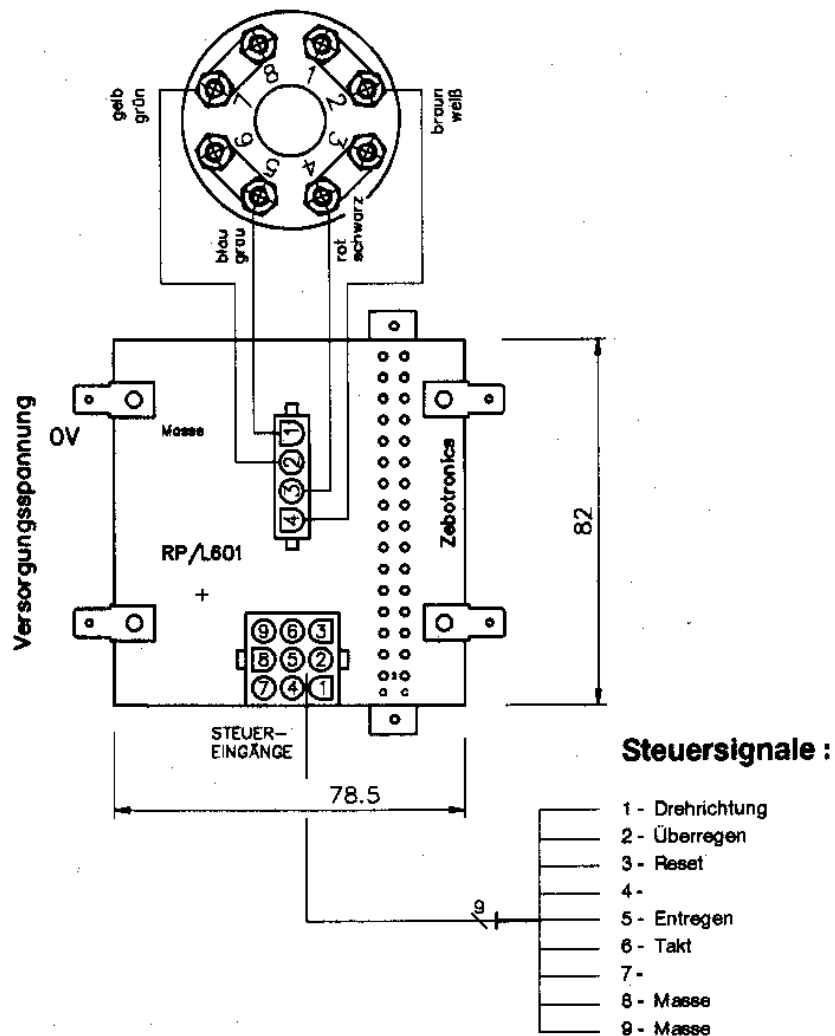 8
1
7
2
6
3
5
4
gelb
grün
braun
weiß
blau
grau
rot
schwarz
Versorgungsspannung
0V
Masse
1
2
3
4
Zebotronics
82
RP/L601
+
9 6 3
8 5 2
7 4 1
STEUER-
EINGÄNGE
78.5
Steuersignale :
9
1 - Drehrichtung
2 - Überregen
3 - Reset
4 -
5 - Entregen
6 - Takt
7 -
8 - Masse
9 - Masse